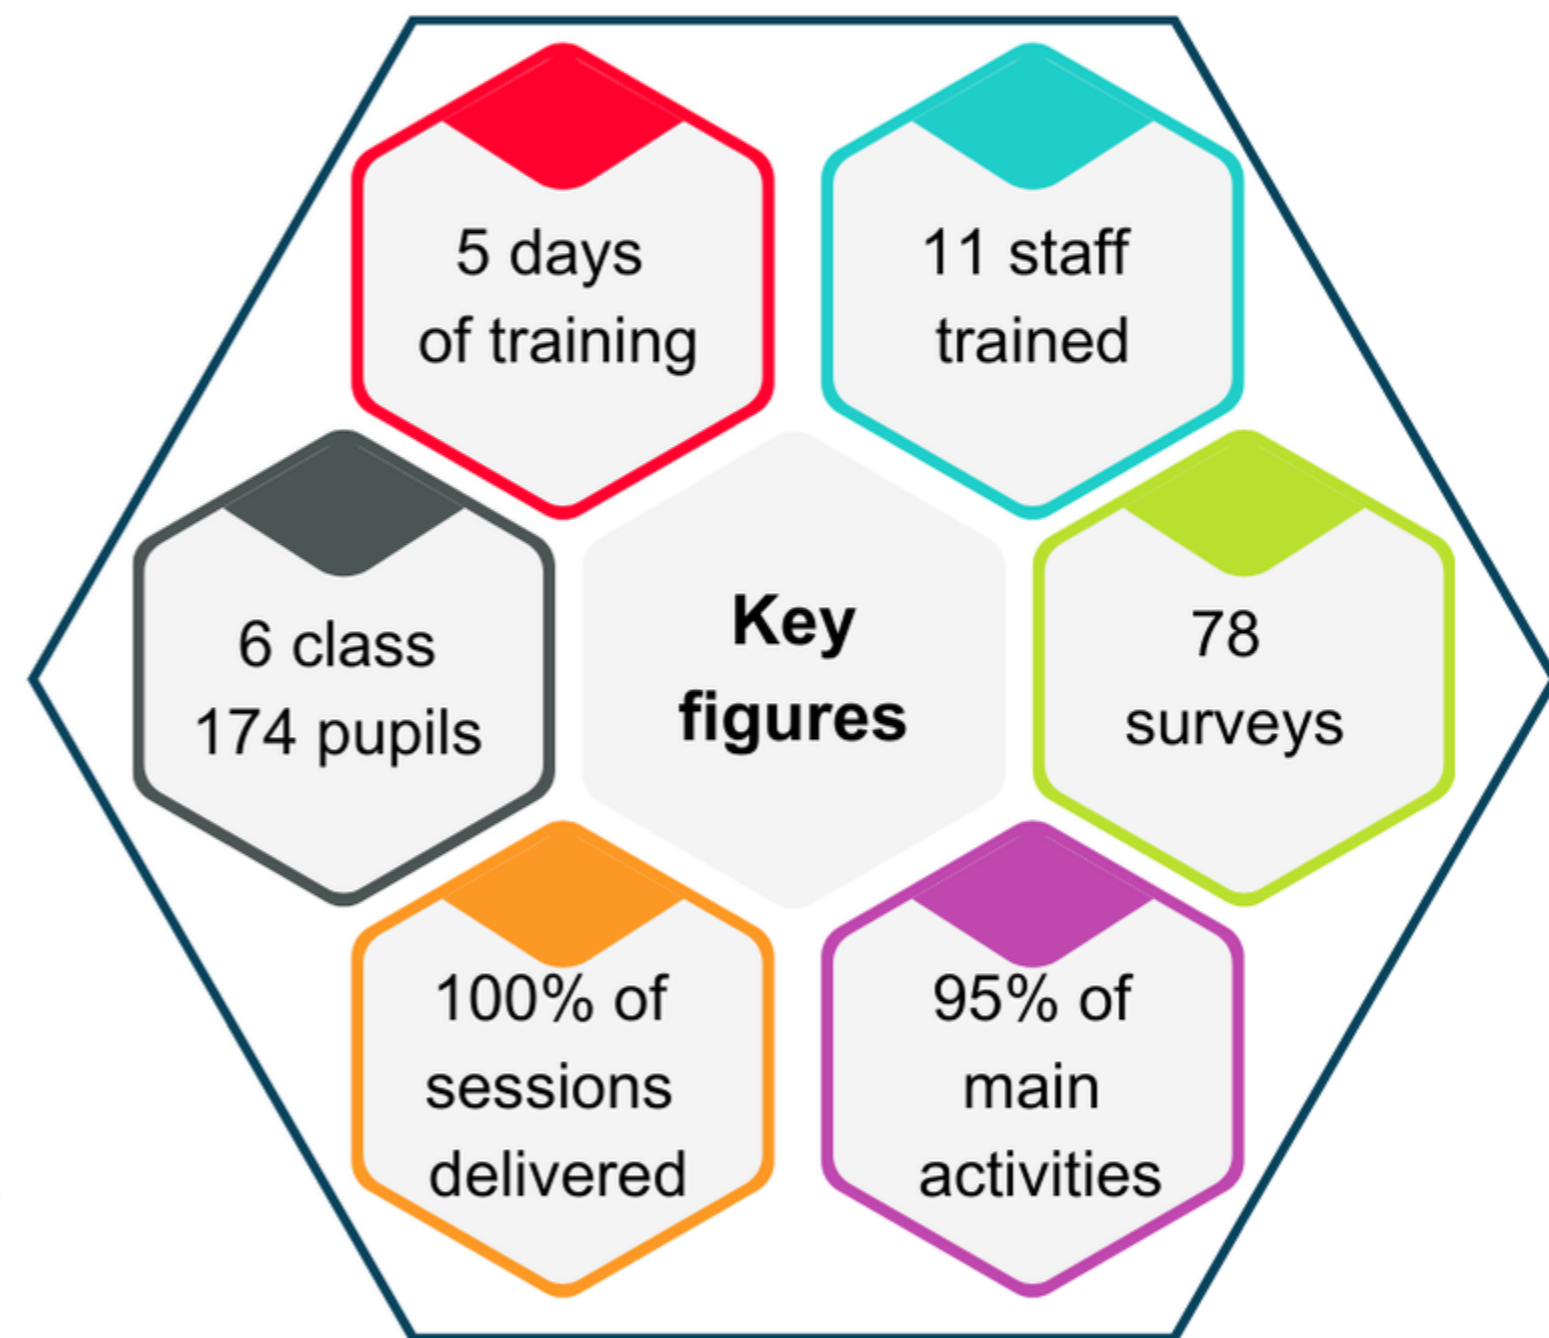 5 days
of training
11 staff
trained
6 class
174 pupils
Key
figures
78
surveys
100% of
sessions
delivered
95% of
main
activities